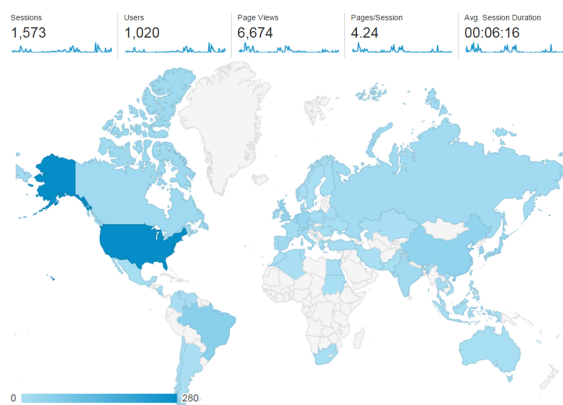 Sessions
1,573
Users
1,020
Page Views
6,674
Pages/Session
4.24
Avg. Session Duration
00:06:16
0
280